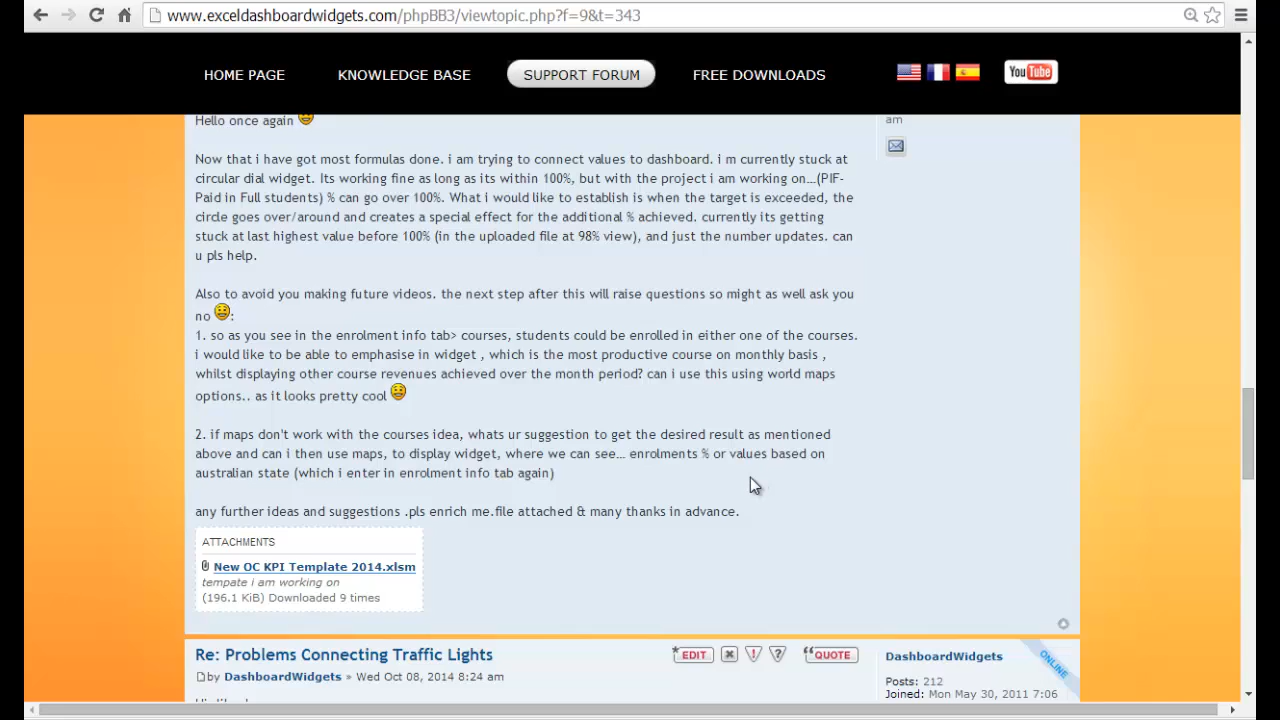 www.exceldashboardwidgets.com/phpBB3/viewtopic.php?f=9&t=343
HOME PAGE
KNOWLEDGE BASE
SUPPORT FORUM
FREE DOWNLOADS
You Tube
Hello once again
am
Now that i have got most formulas done. i am trying to connect values to dashboard. i m currently stuck at
circular dial widget. Its working fine as long as its within 100%, but with the project i am working on...(PIF-
Paid in Full students) % can go over 100%. What i would like to establish is when the target is exceeded, the
circle goes over/around and creates a special effect for the additional % achieved. currently its getting
stuck at last highest value before 100% (in the uploaded file at 98% view), and just the number updates. can
u pls help.
Also to avoid you making future videos. the next step after this will raise questions so might as well ask you
no :
1. so as you see in the enrolment info tab> courses, students could be enrolled in either one of the courses.
i would like to be able to emphasise in widget , which is the most productive course on monthly basis ,
whilst displaying other course revenues achieved over the month period? can i use this using world maps
options.. as it looks pretty cool
2. if maps don't work with the courses idea, whats ur suggestion to get the desired result as mentioned
above and can i then use maps, to display widget, where we can see... enrolments % or values based on
australian state (which i enter in enrolment info tab again)
any further ideas and suggestions .pls enrich me.file attached & many thanks in advance.
ATTACHMENTS
New OC KPI Template 2014.xlsm
tempate i am working on
(196.1 KiB) Downloaded 9 times
Re: Problems Connecting Traffic Lights
EDIT
QUOTE
DashboardWidgets
ONLINE
by DashboardWidgets » Wed Oct 08, 2014 8:24 am
Posts: 212
Joined: Mon May 30, 2011 7:06